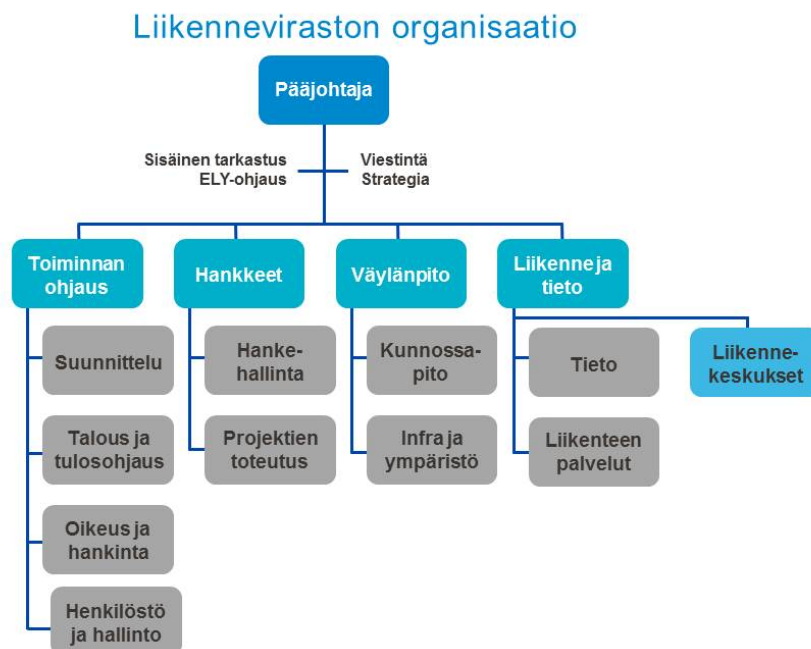 Liikenneviraston organisaatio
Pääjohtaja
Sisäinen tarkastus
ELY-ohjaus
Viestintä
Strategia
Toiminnan
ohjaus
Hankkeet
Väylänpito
Liikenne ja
tieto
Suunnittelu
Hanke-
hallinta
Kunnossa-
pito
Tieto
Liikenne-
keskukset
Talous ja
tulosohjaus
Projektien
toteutus
Infra ja
ympäristö
Liikenteen
palvelut
Oikeus ja
hankinta
Henkilöstö
ja hallinto